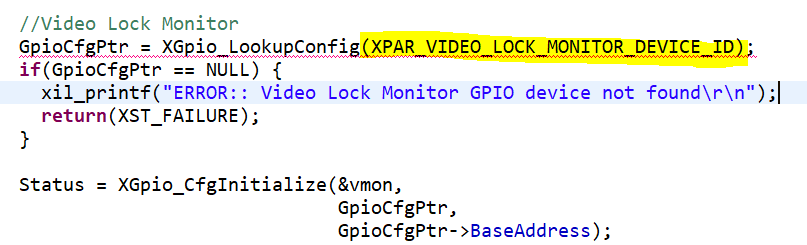 //Video Lock Monitor
GpioCfgPtr = XGpio_LookupConfig(XPAR_VIDEO_LOCK_MONITOR_DEVICE_ID);
if(GpioCfgPtr == NULL) {
  xil_printf("ERROR:: Video Lock Monitor GPIO device not found\r\n");
  return(XST_FAILURE);
}
Status = XGpio_CfgInitialize(&vmon,
                             GpioCfgPtr,
                             GpioCfgPtr->BaseAddress);